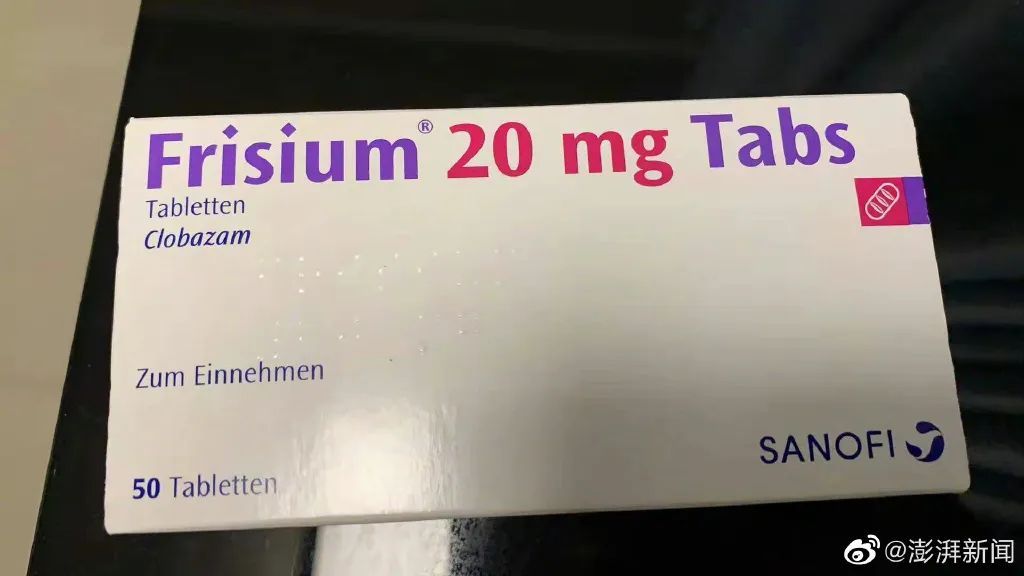 Frisium® 20 mg Tabs
Tabletten
Clobazam
Zum Einnehmen
50 Tabletten
SANOFI
@澎湃新闻